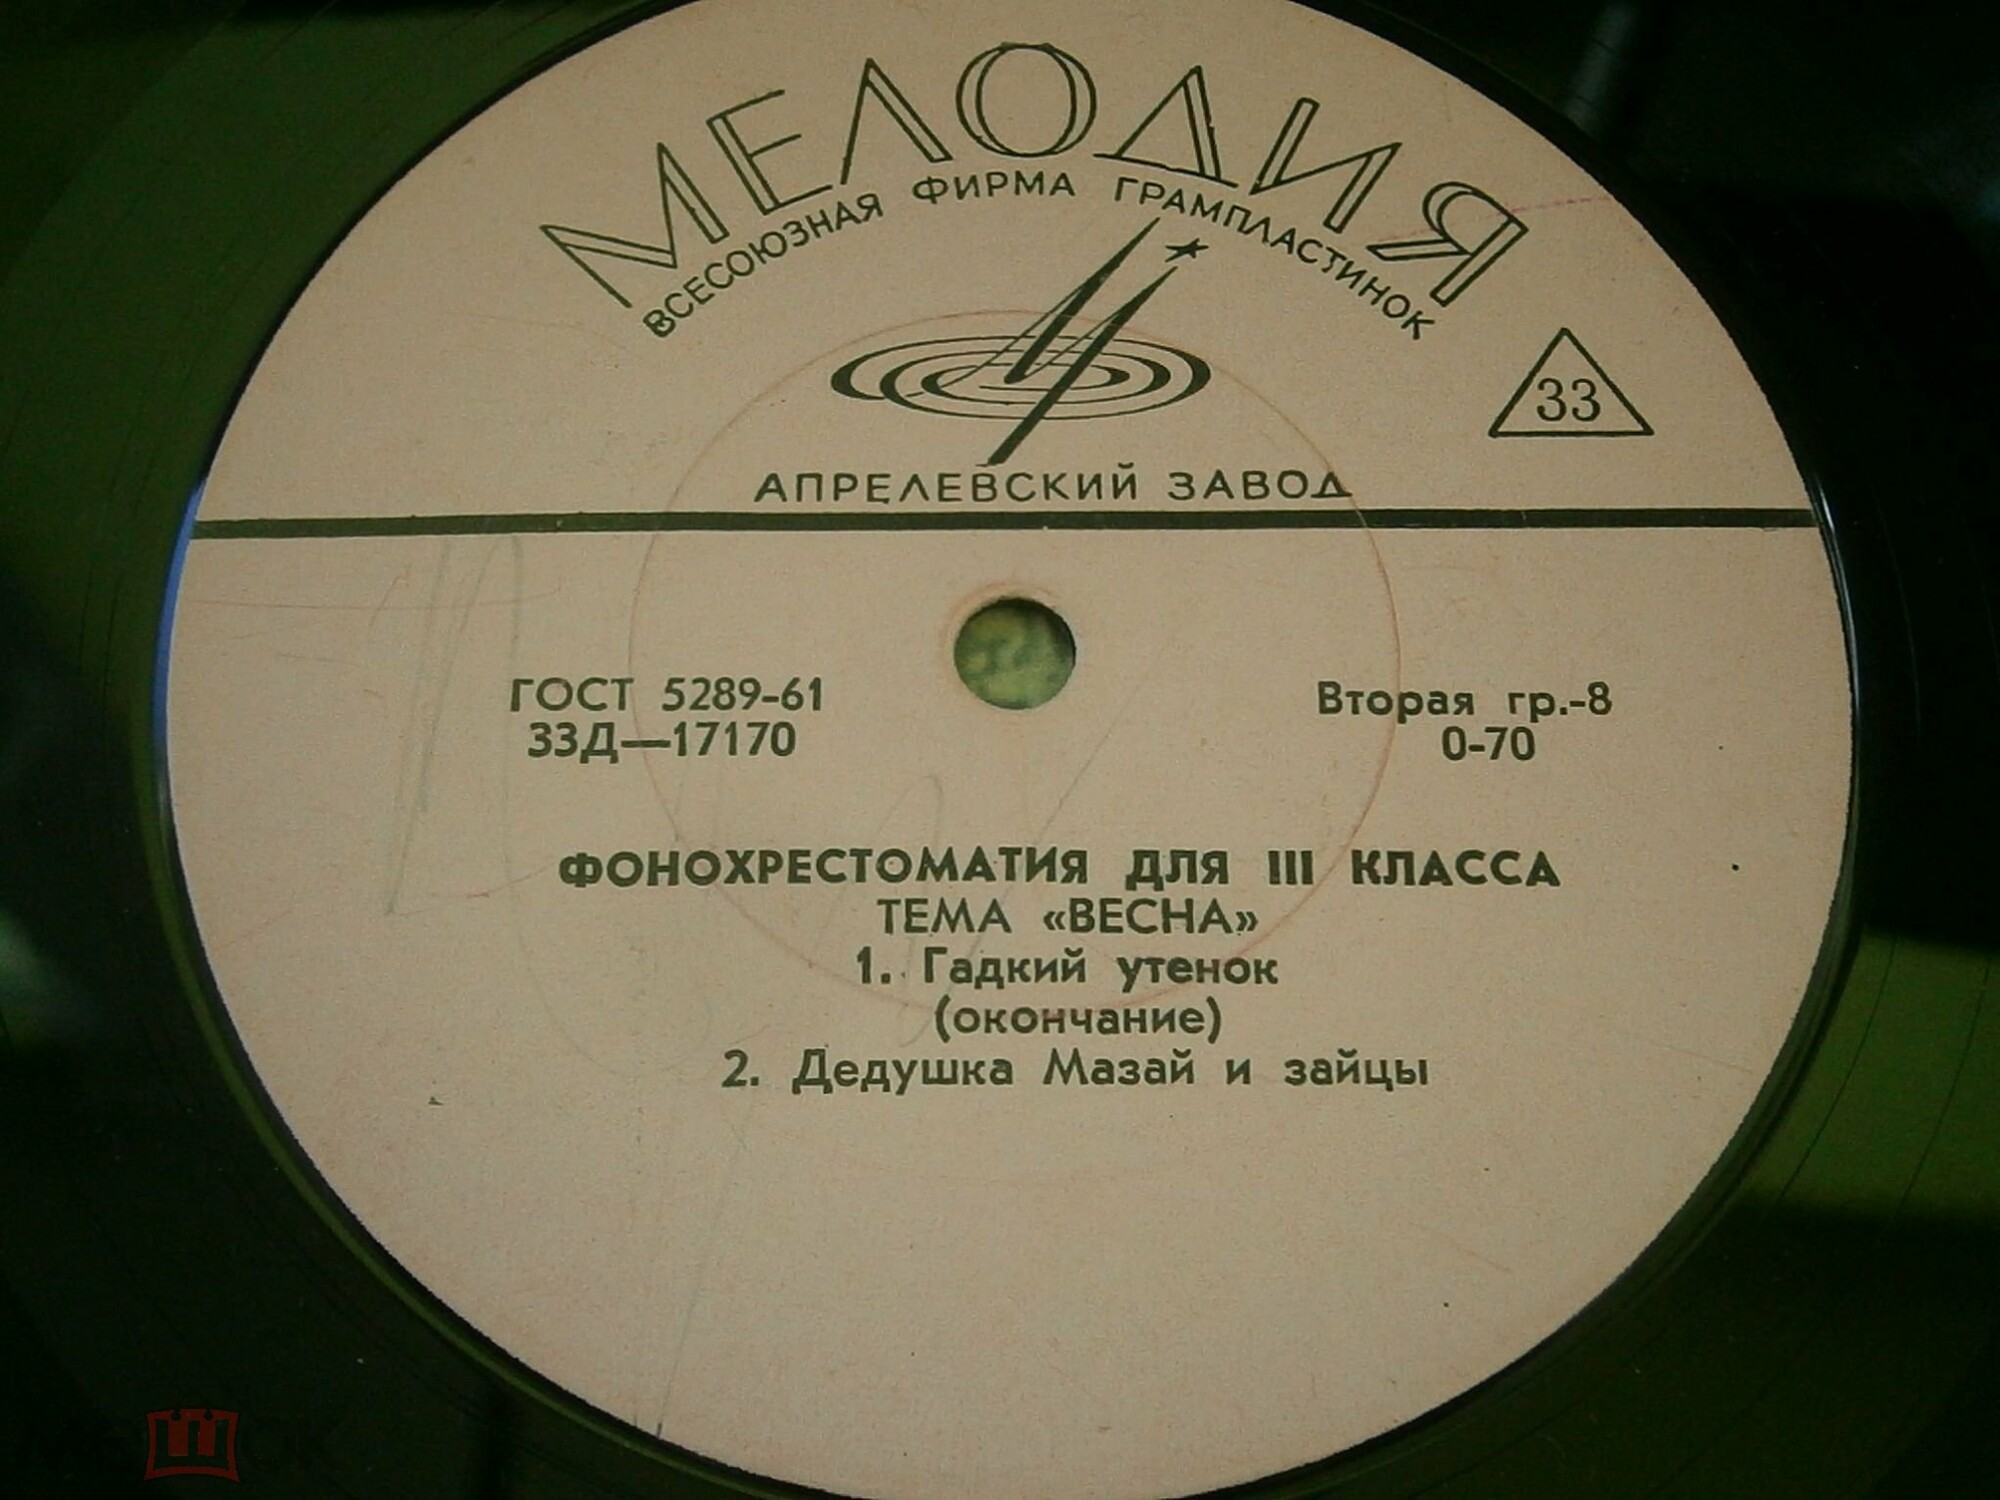 МЕЛОДИЯ
ВСЕСОЮЗНАЯ ФИРМА ГРАМПЛАСТИНОК
33
АПРЕЛЕВСКИЙ ЗАВОД
ГОСТ 5289-61
33Д—17170
Вторая гр.-8
0-70
ФОНОХРЕСТОМАТИЯ ДЛЯ III КЛАССА
ТЕМА «ВЕСНА»
1. Гадкий утенок
(окончание)
2. Дедушка Мазай и зайцы